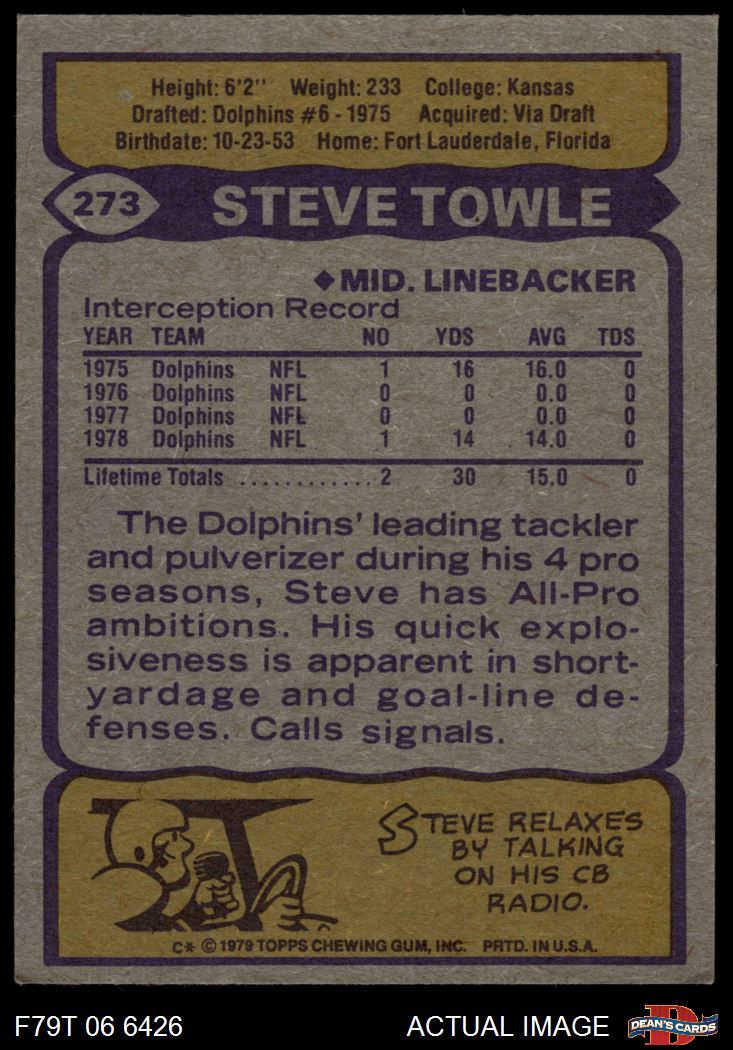 Height: 6'2" Weight: 233 College: Kansas
Drafted: Dolphins #6 - 1975 Acquired: Via Draft
Birthdate: 10-23-53 Home: Fort Lauderdale, Florida
273 STEVE TOWLE
◆ MID. LINEBACKER
Interception Record
YEAR TEAM NO YDS AVG TDS
1975 Dolphins NFL 1 16 16.0 0
1976 Dolphins NFL 0 0 0.0 0
1977 Dolphins NFL 0 0 0.0 0
1978 Dolphins NFL 1 14 14.0 0
Lifetime Totals ............ 2 30 15.0 0
The Dolphins' leading tackler
and pulverizer during his 4 pro
seasons, Steve has All-Pro
ambitions. His quick explo-
siveness is apparent in short-
yardage and goal-line de-
fenses. Calls signals.
STEVE RELAXES
BY TALKING
ON HIS CB
RADIO.
C* © 1979 TOPPS CHEWING GUM, INC. PRTD. IN U.S.A.
F79T 06 6426 ACTUAL IMAGE D DEAN'S CARDS